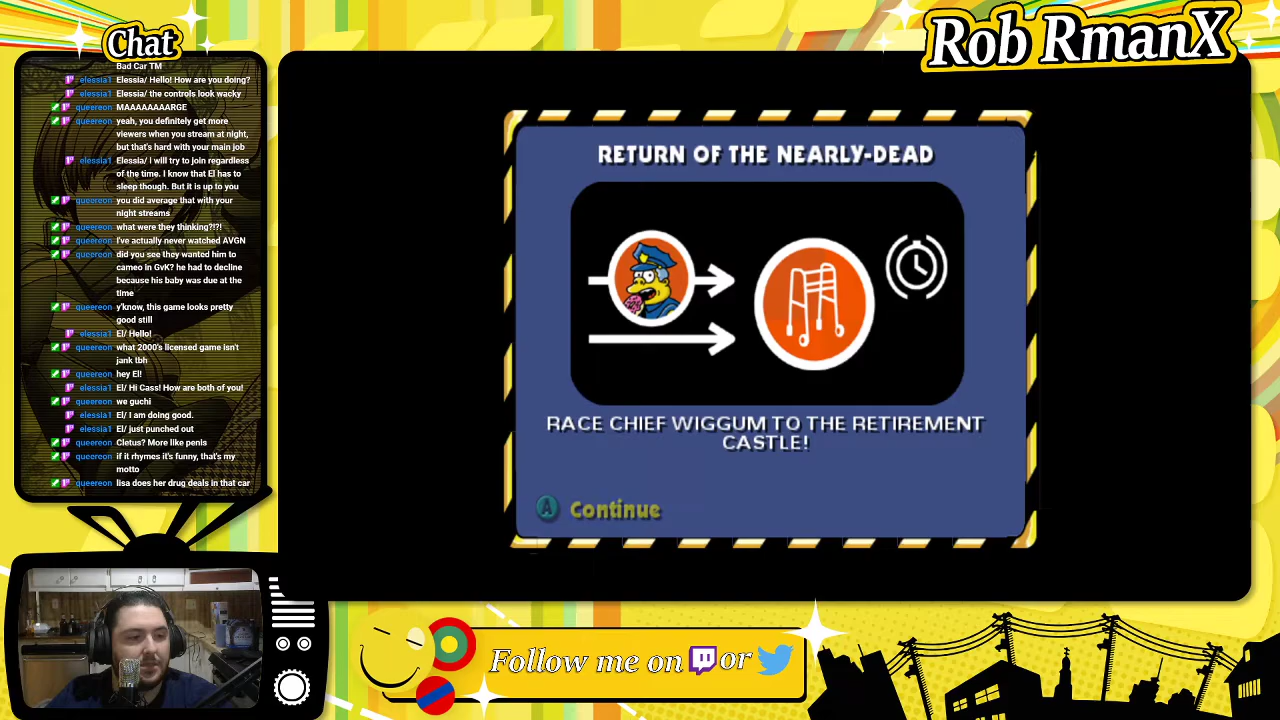 Chat
Rob RmanX
Bad Car TM
elessia1 Elessia/ Hello! How are you doing?
elessia1 Elessia/ the controls look wacky
queereon MAAAAAAAARGE
queereon yeah, you definitely get more
viewers when you stream at night
but that's hard with your main job
elessia1 Elessia/ I will try to join regardless
of the time. I know that El has to
sleep though. But it is up to you
queereon you did average that with your
night streams
queereon what were they thinking?!?!
queereon I've actually never watched AVGN
queereon did you see they wanted him to
cameo in GvK? he had to decline
because his baby was due at the
time
queereon y'know, this game looks pretty
good still
elessia1 El/ Hello!
queereon what 2000's licensed game isn't
jank tbh
queereon hey El!
elessia1 El/ hi Cass! How are both of you!
queereon we guchi
elessia1 El/ I am doing good.
elessia1 El/ just punched out
queereon Cletus? More like penis
queereon if it rhymes it's funny, that's my
motto
queereon lisa does her drug deals in that car
RETURN OF THE NEARLY-DEAD
RACE CHIEF WIGGUM TO THE RETIREMENT
CASTLE!
A Continue
Follow me on or